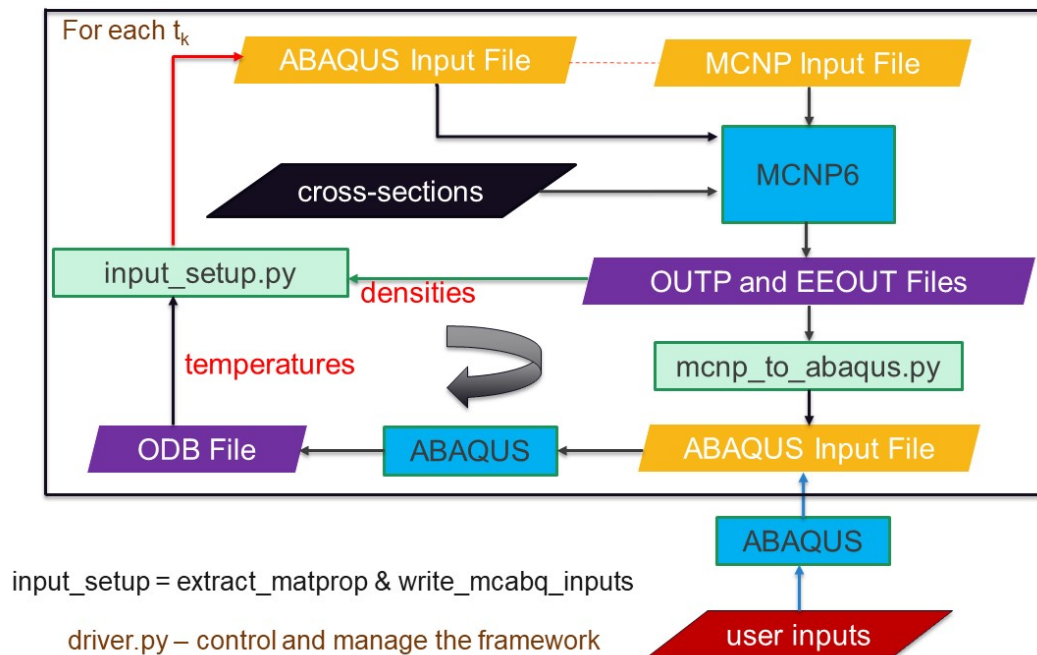 For each tk
ABAQUS Input File
MCNP Input File
MCNP6
cross-sections
input_setup.py
densities
OUTP and EEOUT Files
temperatures
mcnp_to_abaqus.py
ODB File
ABAQUS
ABAQUS Input File
ABAQUS
input_setup = extract_matprop & write_mcabq_inputs
driver.py – control and manage the framework
user inputs